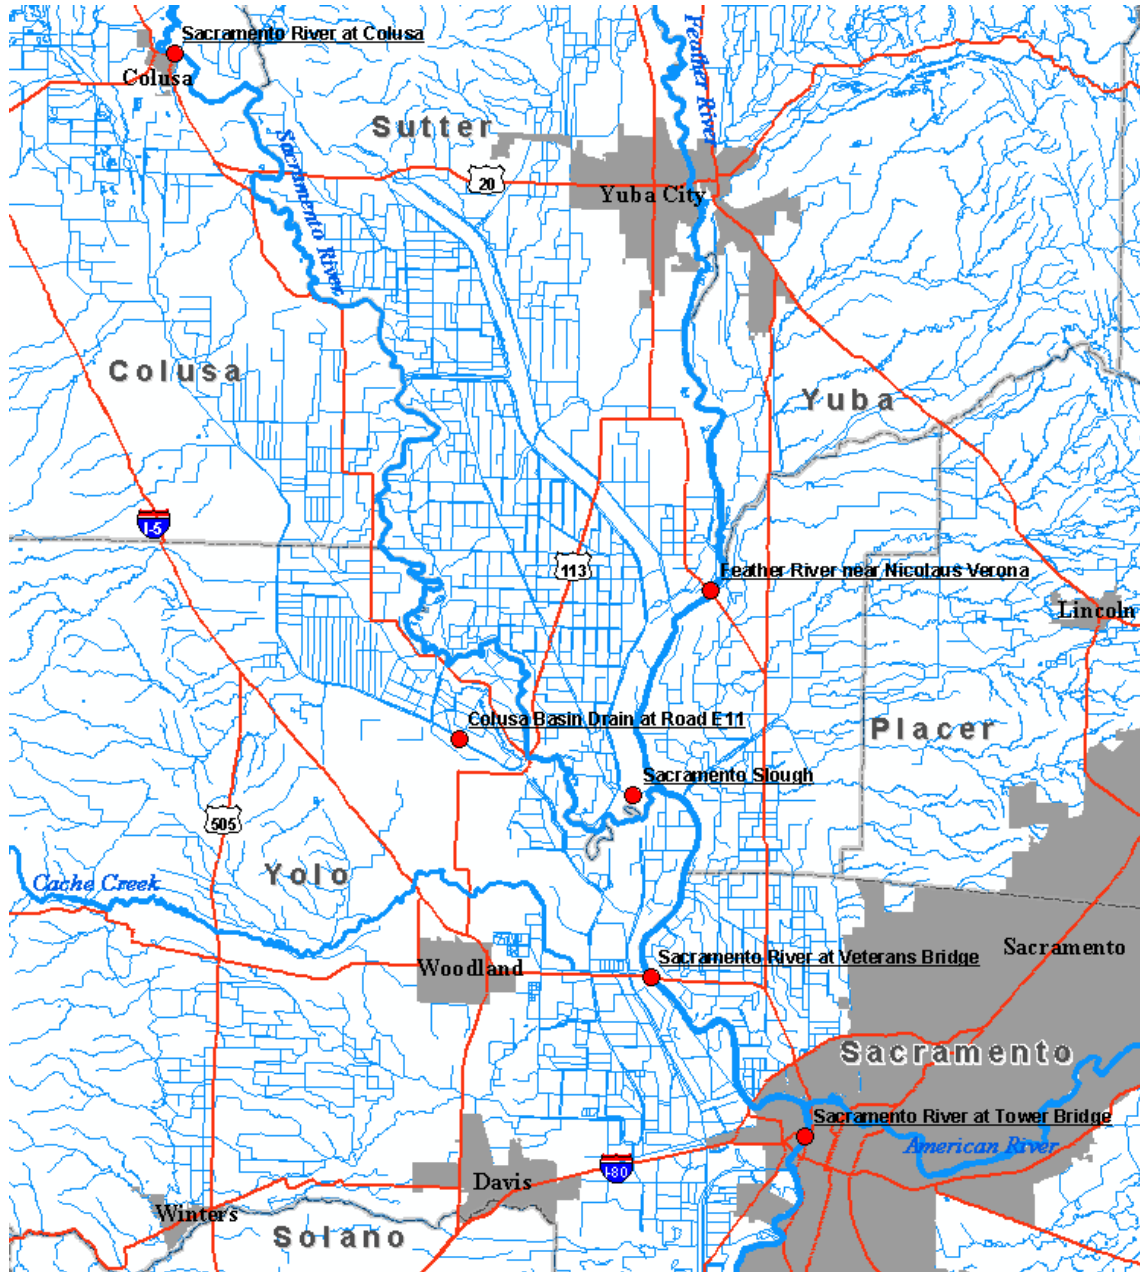 Sacramento River at Colusa
Colusa
Feather River
Sutter
Sacramento River
20
Yuba City
Colusa
Yuba
I-5
113
Feather River near Nicolaus Verona
Lincoln
Colusa Basin Drain at Road E11
Placer
Sacramento Slough
505
Yolo
Cache Creek
Sacramento
Sacramento River at Veterans Bridge
Woodland
Sacramento
Sacramento River at Tower Bridge
American River
I-80
Davis
Winters
Solano